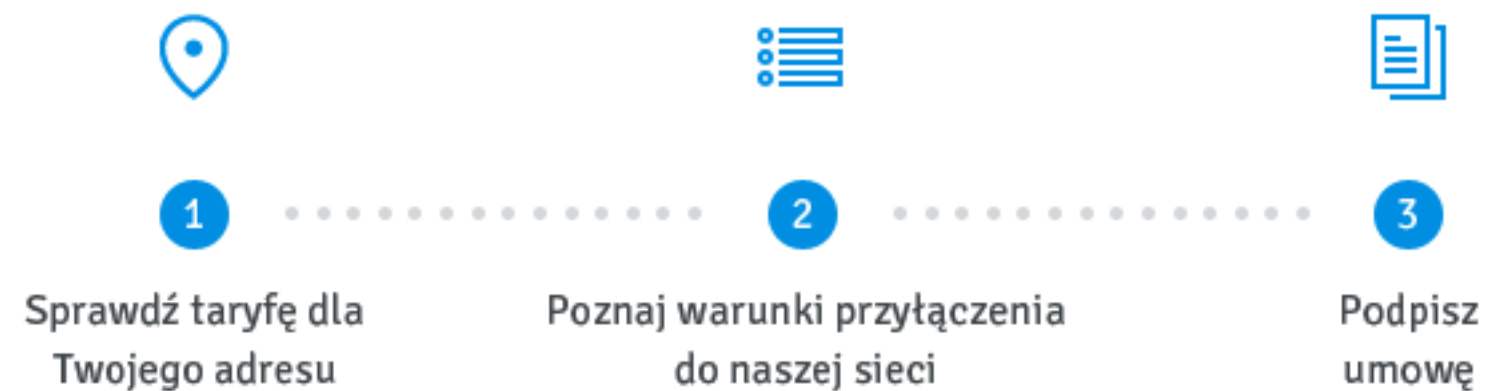 1
2
3
Sprawdź taryfę dla
Twojego adresu
Poznaj warunki przyłączenia
do naszej sieci
Podpisz
umowę